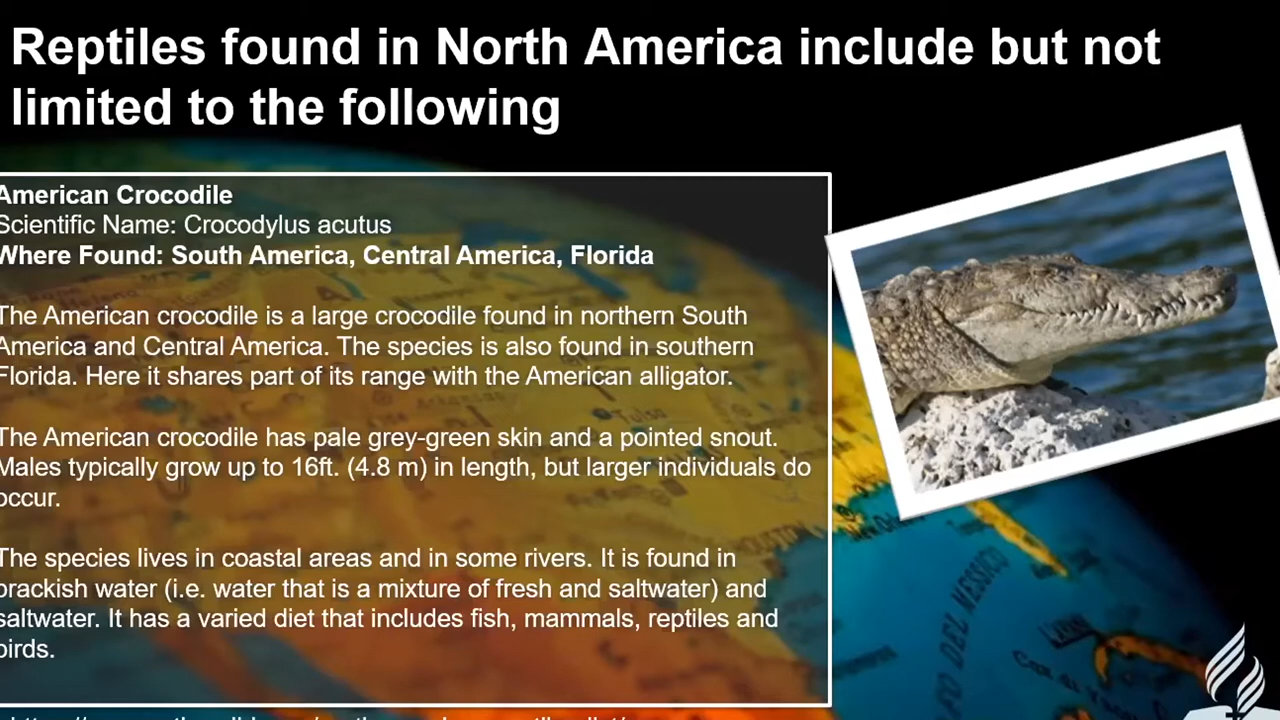 Reptiles found in North America include but not
limited to the following
American Crocodile
Scientific Name: Crocodylus acutus
Where Found: South America, Central America, Florida
The American crocodile is a large crocodile found in northern South
America and Central America. The species is also found in southern
Florida. Here it shares part of its range with the American alligator.
The American crocodile has pale grey-green skin and a pointed snout.
Males typically grow up to 16ft. (4.8 m) in length, but larger individuals do
occur.
The species lives in coastal areas and in some rivers. It is found in
brackish water (i.e. water that is a mixture of fresh and saltwater) and
saltwater. It has a varied diet that includes fish, mammals, reptiles and
birds.
Tulsa
DEL MESSICO